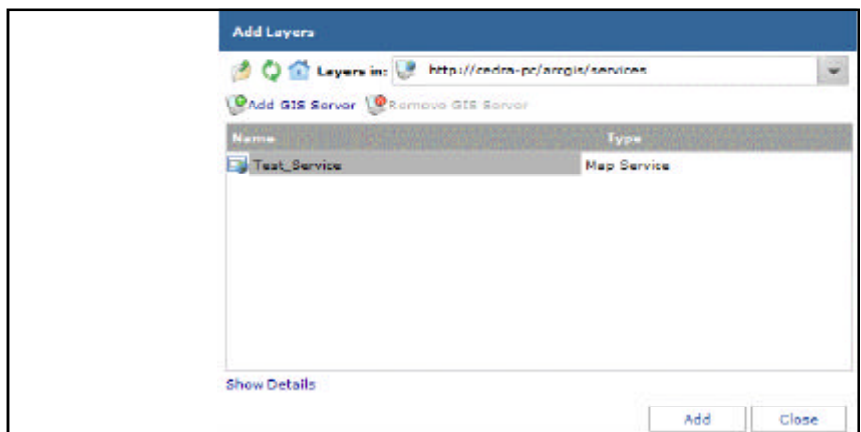 Add Layers
Layers in: http://cedra-pc/arcgis/services
Add GIS Server Remove GIS Server
Name Type
Test_Service Map Service
Show Details
Add Close